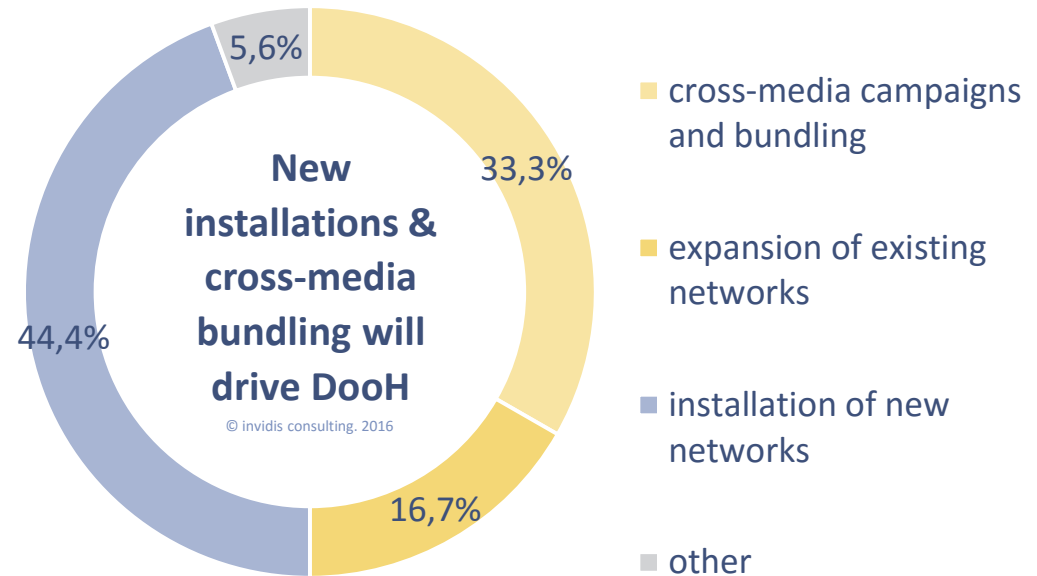 5,6%
33,3%
44,4%
16,7%
New
installations &
cross-media
bundling will
drive DooH
© invidis consulting. 2016
cross-media campaigns
and bundling
expansion of existing
networks
installation of new
networks
other